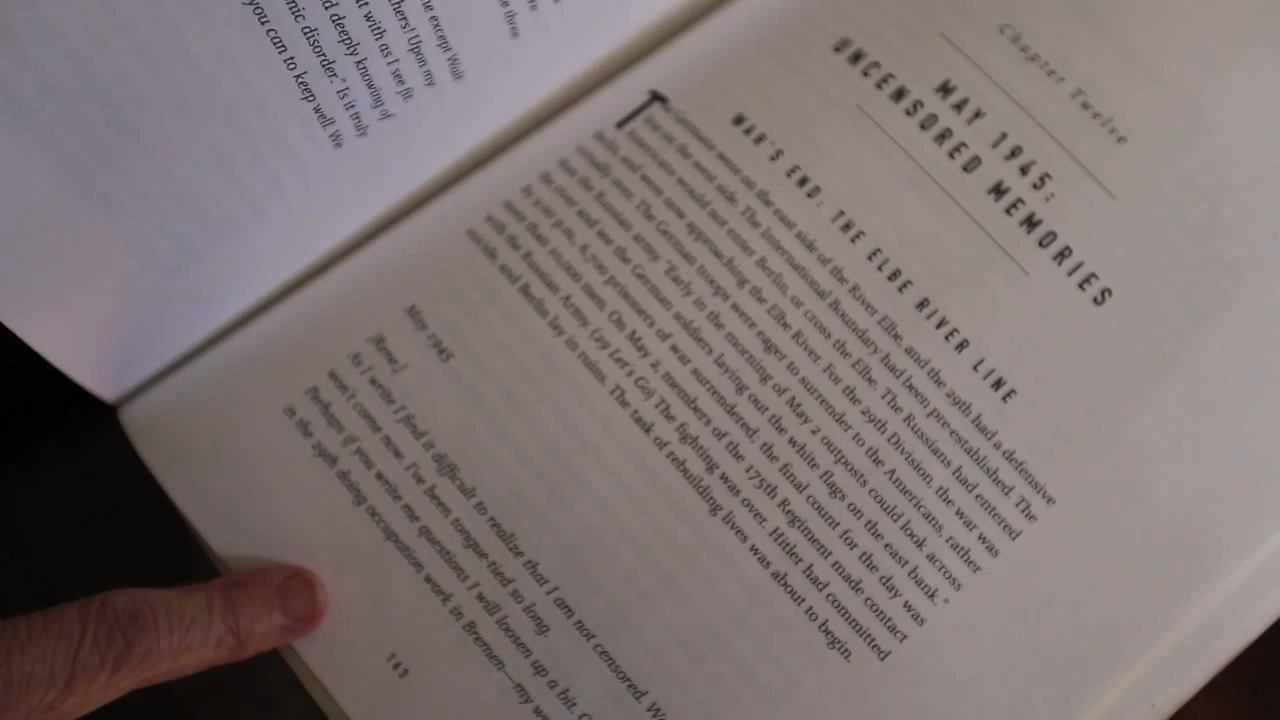 e three
ne except Walt
thers! Upon my
t with as I see fit.
d deeply knowing of
nic disorder." Is it truly
you can to keep well. We
Chapter Twelve
MAY 1945:
UNCENSORED MEMORIES
WAR'S END: THE ELBE RIVER LINE
The Germans were on the east side of the River Elbe, and the 29th had a defensive
line on the west side. The International Boundary had been pre-established. The
Americans would not enter Berlin, or cross the Elbe. The Russians had entered
Berlin, and were now approaching the Elbe River. For the 29th Division, the war was
virtually over. The German troops were eager to surrender to the Americans, rather
than the Russian army. "Early in the morning of May 2 outposts could look across
the river and see the German soldiers laying out the white flags on the east bank."
By p.m., 6,700 prisoners of war surrendered; the final count for the day was
more than 10,000 men. On May 2, members of the 175th Regiment made contact
with the Russian Army. (29 Let's Go) The fighting was over. Hitler had committed
suicide, and Berlin lay in ruins. The task of rebuilding lives was about to begin.
May 1945
[Rose,]
As I write I find it difficult to realize that I am not censored. We
won't come now. I've been tongue-tied so long.
Perhaps if you write me questions I will loosen up a bit.
in the 29th doing occupation work in Bremen—my
163